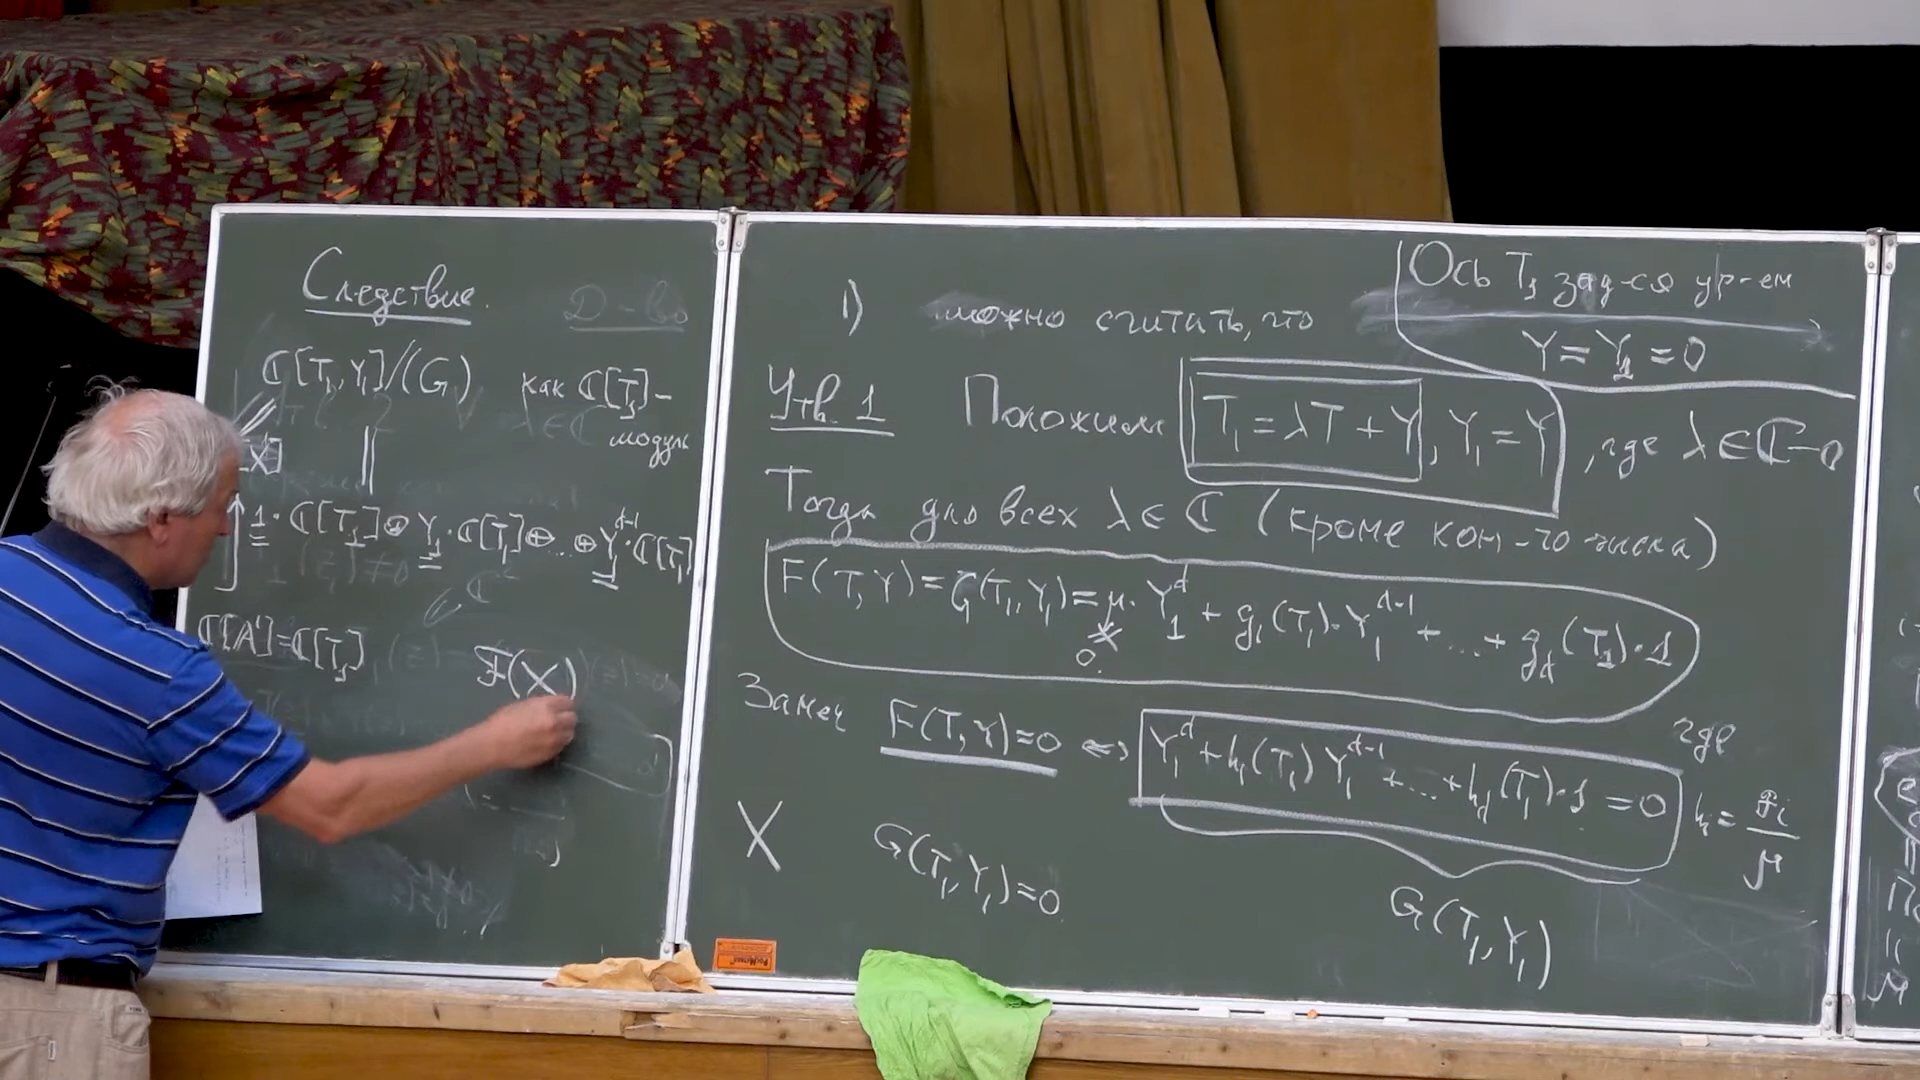 Следствие.
Д-во
ℂ[T₁,Y₁]/(G) как ℂ[T₁]-
модуль
[X]
||
1·ℂ[T₁]⊕Y₁·ℂ[T₁]⊕...⊕Y₁^{d-1}·ℂ[T₁]
ℂ[A¹]=ℂ[T₁]
F(X)
Ось T₁ зад-ся ур-ем
Y=Y₁=0
1) можно считать, что
Утв. 1 Положим T₁=λT+Y, Y₁=Y, где λ∈ℂ-0
Тогда для всех λ∈ℂ (кроме кон-го числа)
F(T,Y)=G(T₁,Y₁)=μ·Y₁^d+g₁(T₁)·Y₁^{d-1}+...+g_d(T₁)·1
0
Замеч F(T,Y)=0 ⇔ Y₁^d+h₁(T₁)Y₁^{d-1}+...+h_d(T₁)·1=0
где
h_i=g_i/μ
X G(T₁,Y₁)=0
G(T₁,Y₁)